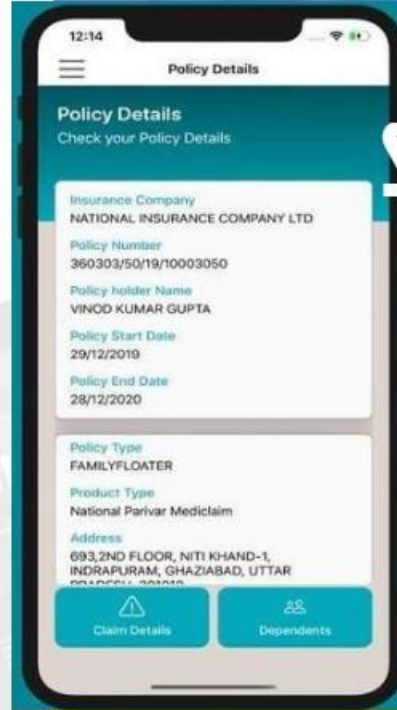 12:14
Policy Details
Policy Details
Check your Policy Details
Insurance Company
NATIONAL INSURANCE COMPANY LTD
Policy Number
360303/50/19/10003050
Policy holder Name
VINOD KUMAR GUPTA
Policy Start Date
29/12/2019
Policy End Date
28/12/2020
Policy Type
FAMILYFLOATER
Product Type
National Parivar Mediclaim
Address
693,2ND FLOOR, NITI KHAND-1,
INDRAPURAM, GHAZIABAD, UTTAR
Claim Details
Dependents